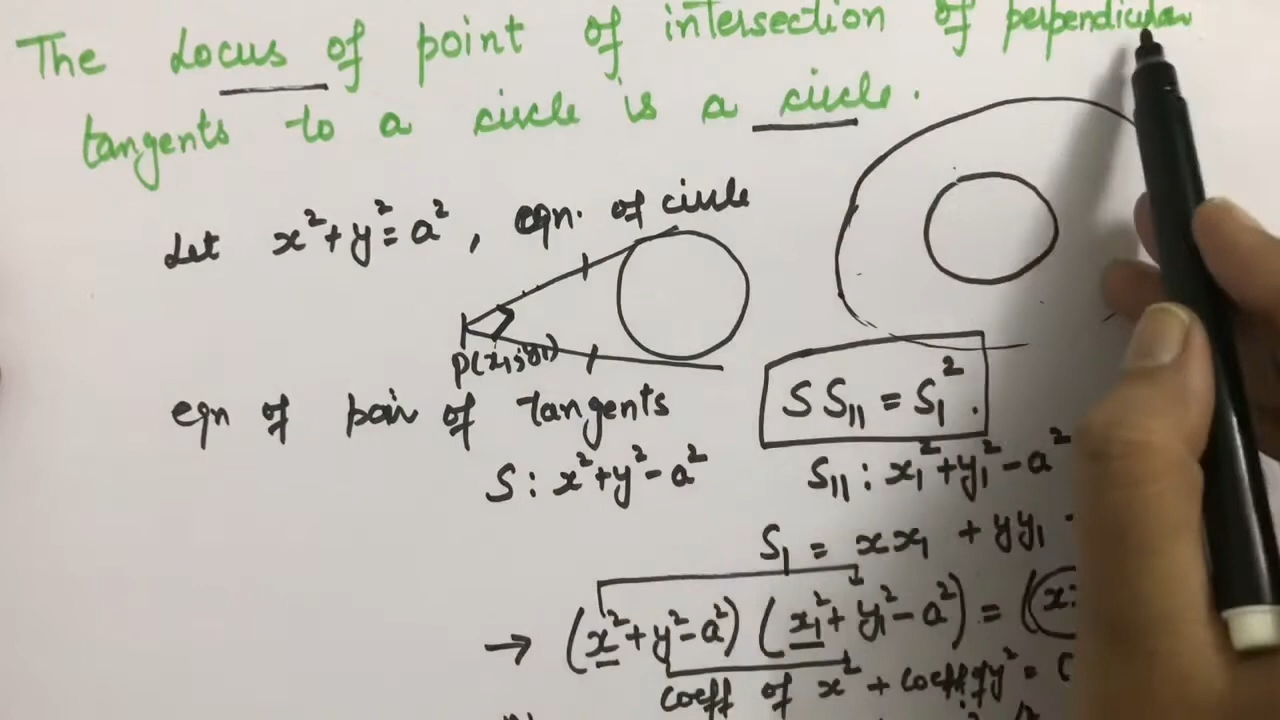 The Locus of point of intersection of perpendicular
tangents to a circle is a circle.
Let x²+y²=a², eqn. of circle
P(x₁,y₁)
eqn of pair of tangents
SS₁₁ = S₁².
S : x²+y²-a²
S₁₁ : x₁²+y₁²-a²
S₁ = xx₁ + yy₁
→ (x²+y²-a²) (x₁²+y₁²-a²) = (x
coeff of x² + coeff of y² = 0